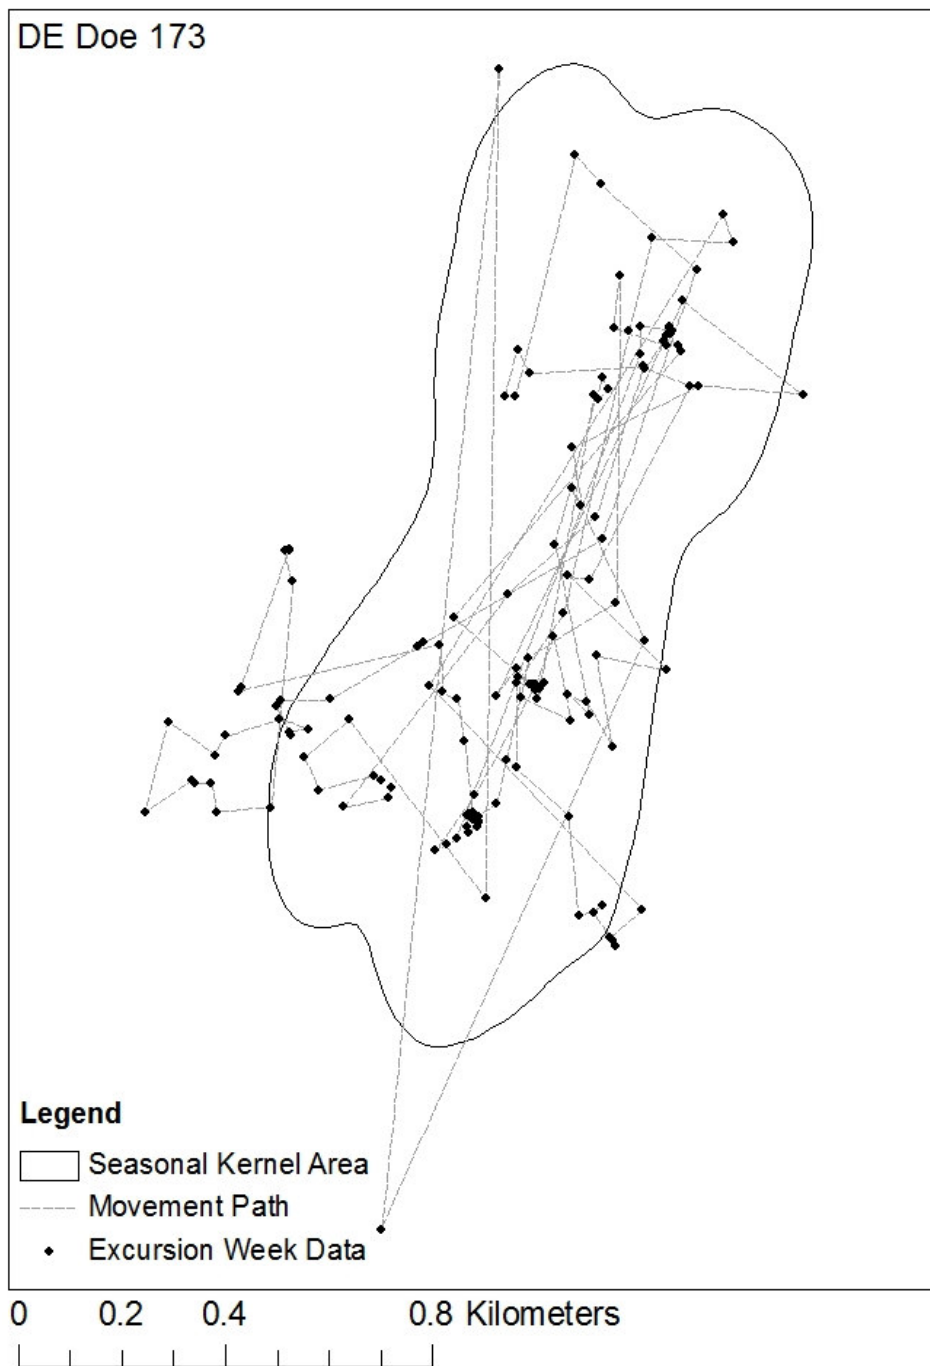 DE Doe 173
Legend
Seasonal Kernel Area
Movement Path
Excursion Week Data
0 0.2 0.4 0.8 Kilometers